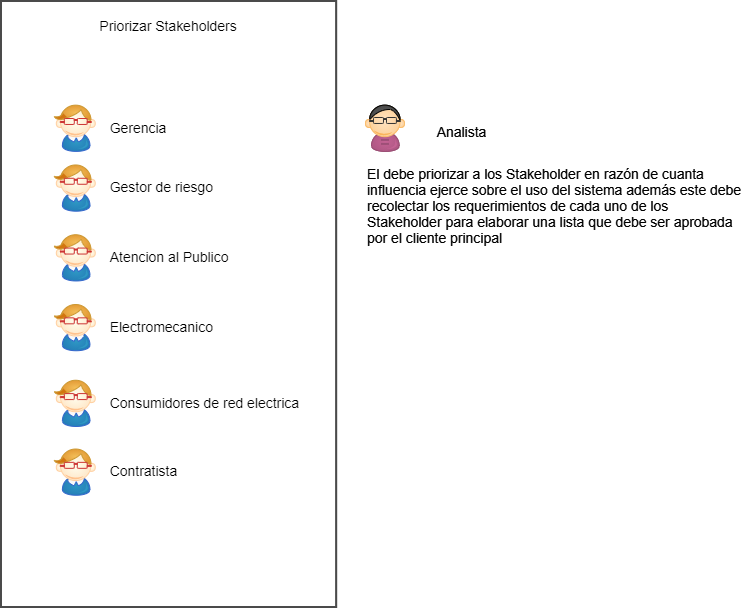 Priorizar Stakeholders
Gerencia
Gestor de riesgo
Atencion al Publico
Electromecanico
Consumidores de red electrica
Contratista
Analista
El debe priorizar a los Stakeholder en razón de cuanta
influencia ejerce sobre el uso del sistema además este debe
recolectar los requerimientos de cada uno de los
Stakeholder para elaborar una lista que debe ser aprobada
por el cliente principal